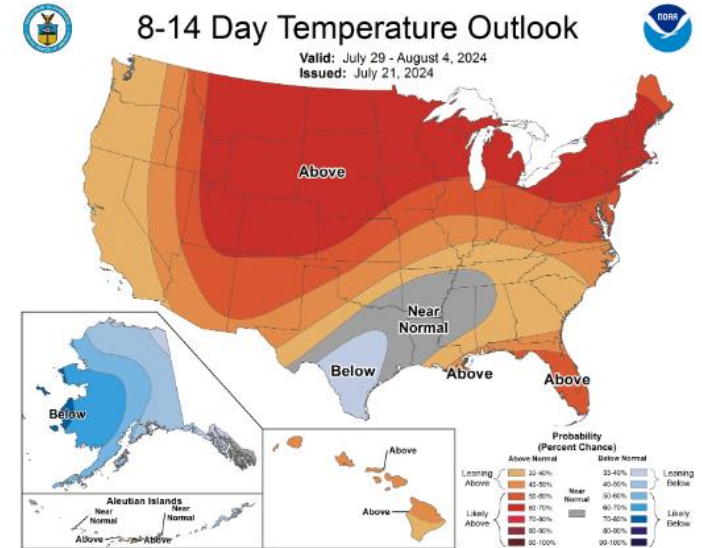 8-14 Day Temperature Outlook
Valid: July 29 - August 4, 2024
Issued: July 21, 2024
NOAA
Above
Near
Normal
Below
Above
Above
Below
Aleutian Islands
Near
Normal
Near
Normal
Above
Above
Above
Above
Probability
(Percent Chance)
Above Normal
Below Normal
Leaning
Above
33-40%
40-50%
Likely
Above
50-60%
60-70%
70-80%
80-90%
90-100%
Near
Normal
33-40%
40-50%
Leaning
Below
50-60%
60-70%
70-80%
80-90%
90-100%
Likely
Below